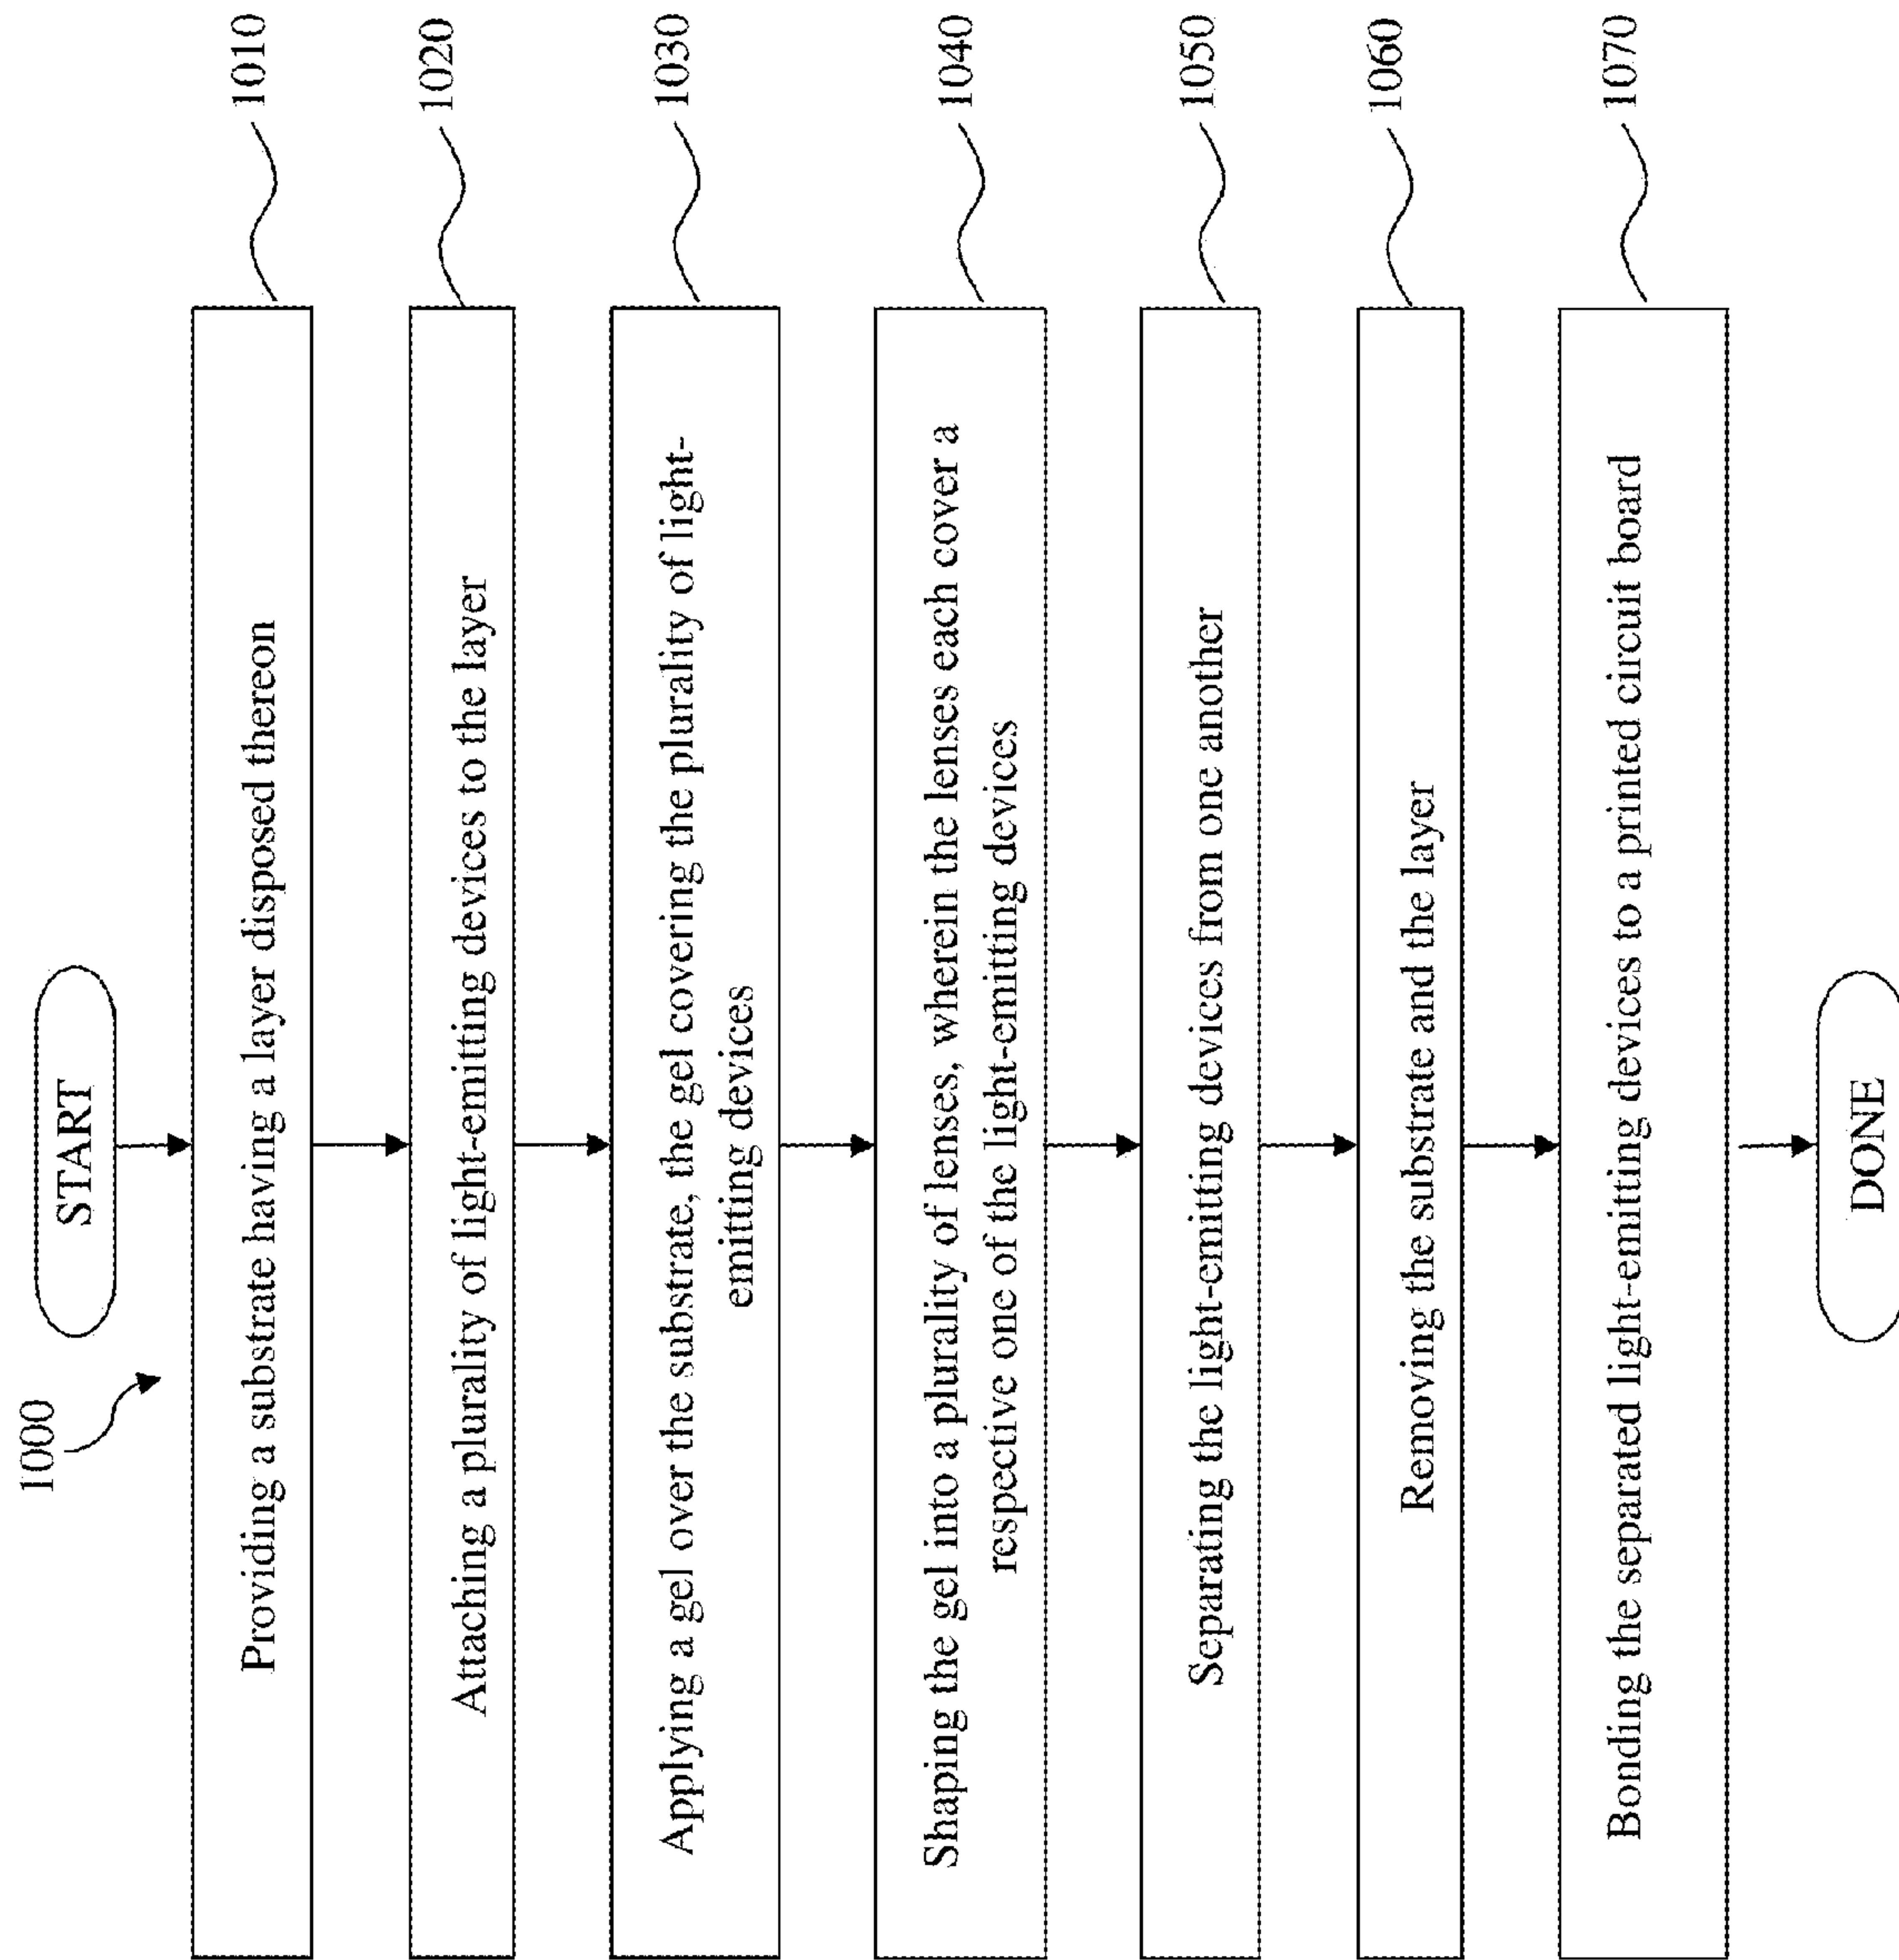 1000
START
Providing a substrate having a layer disposed thereon
1010
Attaching a plurality of light-emitting devices to the layer
1020
Applying a gel over the substrate, the gel covering the plurality of light-
emitting devices
1030
Shaping the gel into a plurality of lenses, wherein the lenses each cover a
respective one of the light-emitting devices
1040
Separating the light-emitting devices from one another
1050
Removing the substrate and the layer
1060
Bonding the separated light-emitting devices to a printed circuit board
1070
DONE